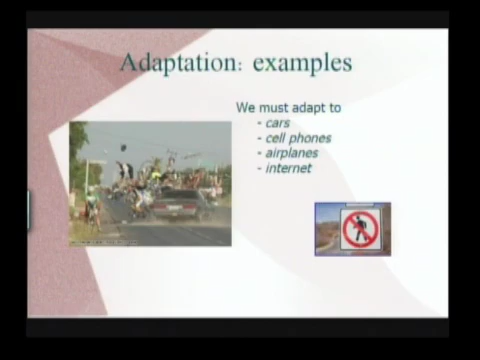 Adaptation: examples
We must adapt to
- cars
- cell phones
- airplanes
- internet